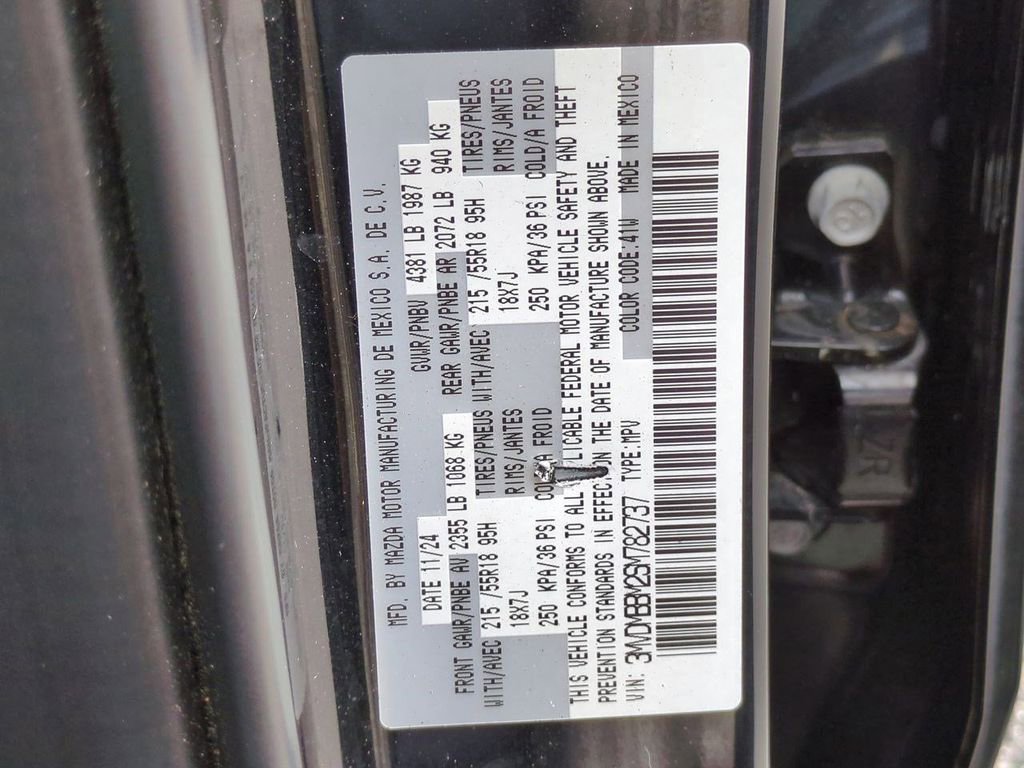 MFD. BY MAZDA MOTOR MANUFACTURING DE MEXICO S.A. DE C.V.
DATE 11/24 GVWR/PNBV 4381 LB 1987 KG
FRONT GAWR/PNBE AV 2355 LB 1068 KG REAR GAWR/PNBE AR 2072 LB 940 KG
WITH/AVEC 215 /55R18 95H TIRES/PNEUS WITH/AVEC 215 /55R18 95H TIRES/PNEUS
18X7J RIMS/JANTES 18X7J RIMS/JANTES
250 KPA/36 PSI FROID 250 KPA/36 PSI COLD/A FROID
THIS VEHICLE CONFORMS TO ALL LICABLE FEDERAL MOTOR VEHICLE SAFETY AND THEFT
PREVENTION STANDARDS IN EFFECT ON THE DATE OF MANUFACTURE SHOWN ABOVE.
VIN: 3MVDMBBM2SM782737 TYPE:MPV COLOR CODE:41W MADE IN MEXICO
ZR